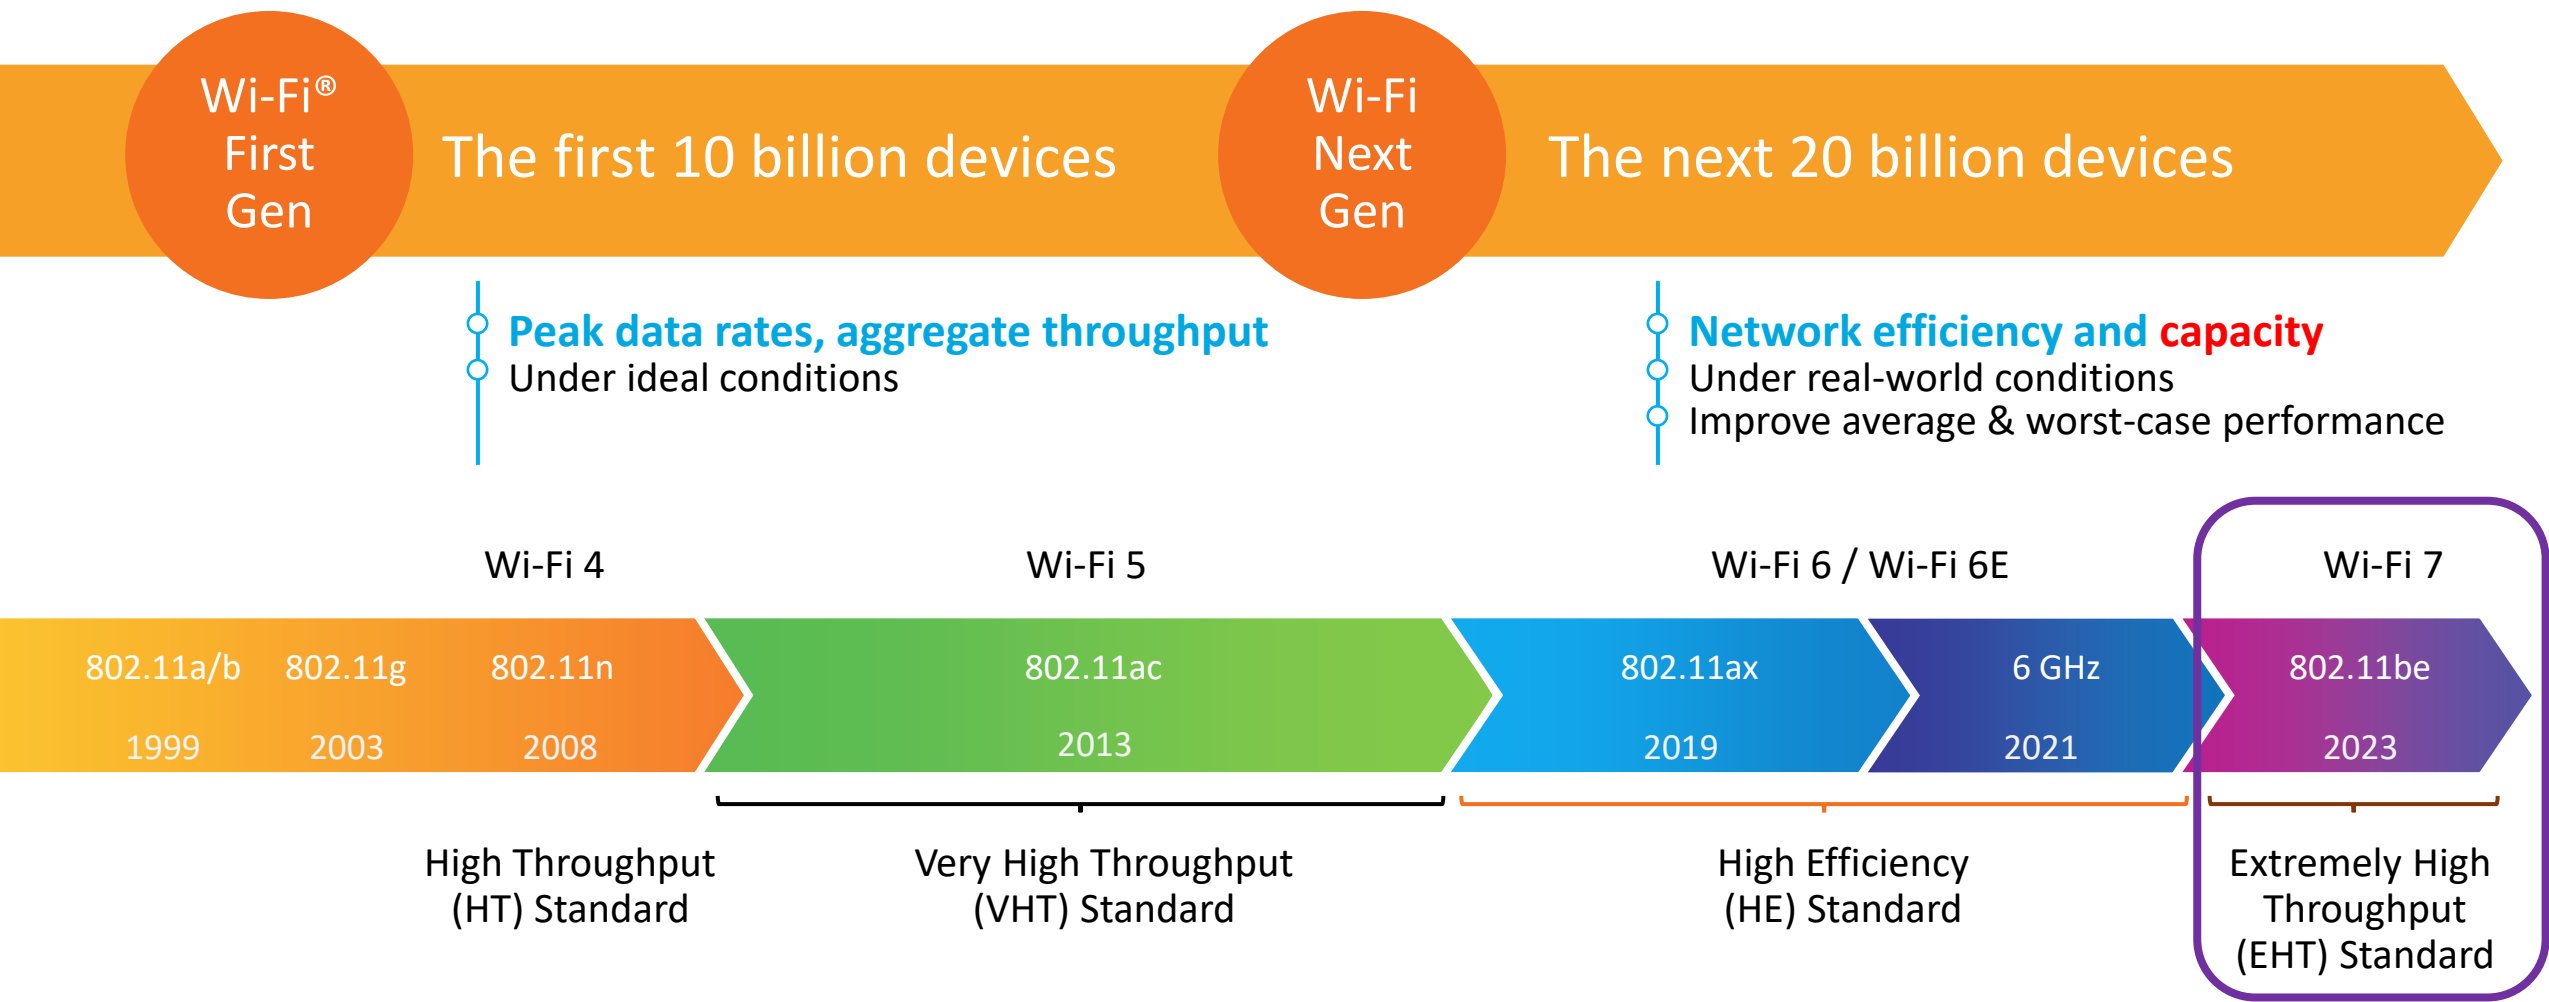 Wi-Fi®
First
Gen
The first 10 billion devices
Wi-Fi
Next
Gen
The next 20 billion devices
Peak data rates, aggregate throughput
Under ideal conditions
Network efficiency and capacity
Under real-world conditions
Improve average & worst-case performance
Wi-Fi 4
Wi-Fi 5
Wi-Fi 6 / Wi-Fi 6E
Wi-Fi 7
802.11a/b
802.11g
802.11n
802.11ac
802.11ax
6 GHz
802.11be
1999
2003
2008
2013
2019
2021
2023
High Throughput
(HT) Standard
Very High Throughput
(VHT) Standard
High Efficiency
(HE) Standard
Extremely High
Throughput
(EHT) Standard